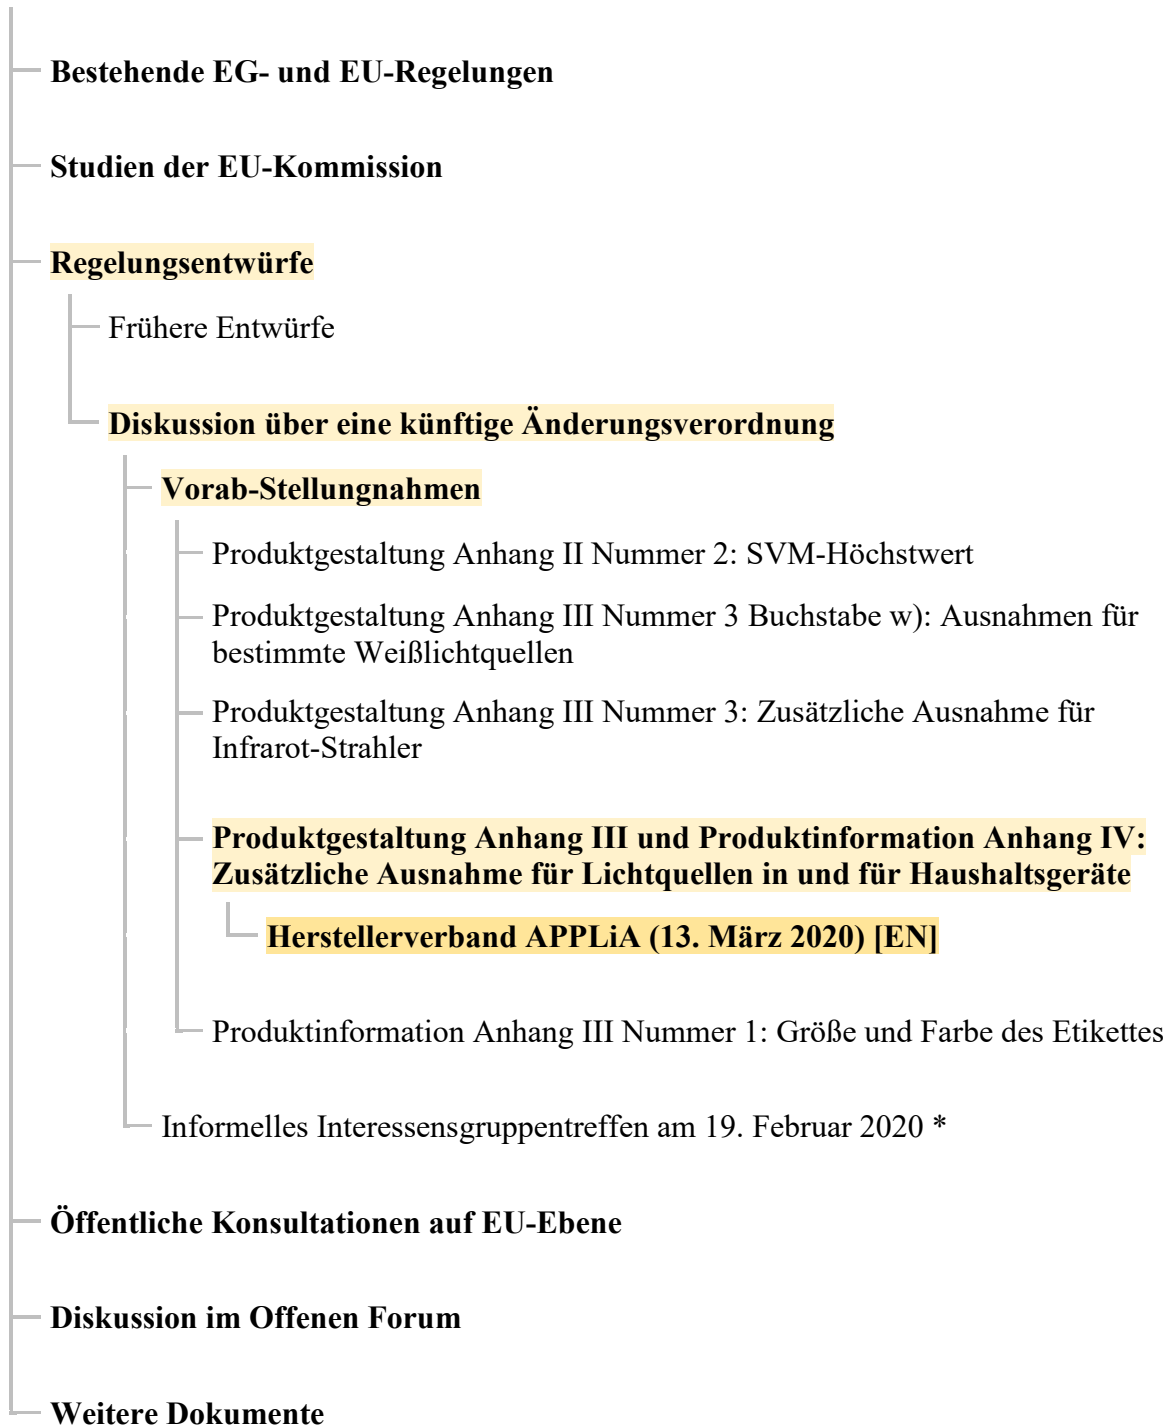 Bestehende EG- und EU-Regelungen
Studien der EU-Kommission
Regelungsentwürfe
Frühere Entwürfe
Diskussion über eine künftige Änderungsverordnung
Vorab-Stellungnahmen
Produktgestaltung Anhang II Nummer 2: SVM-Höchstwert
Produktgestaltung Anhang III Nummer 3 Buchstabe w): Ausnahmen für
bestimmte Weißlichtquellen
Produktgestaltung Anhang III Nummer 3: Zusätzliche Ausnahme für
Infrarot-Strahler
Produktgestaltung Anhang III und Produktinformation Anhang IV:
Zusätzliche Ausnahme für Lichtquellen in und für Haushaltsgeräte
Herstellerverband APPLiA (13. März 2020) [EN]
Produktinformation Anhang III Nummer 1: Größe und Farbe des Etikettes
Informelles Interessensgruppentreffen am 19. Februar 2020 *
Öffentliche Konsultationen auf EU-Ebene
Diskussion im Offenen Forum
Weitere Dokumente